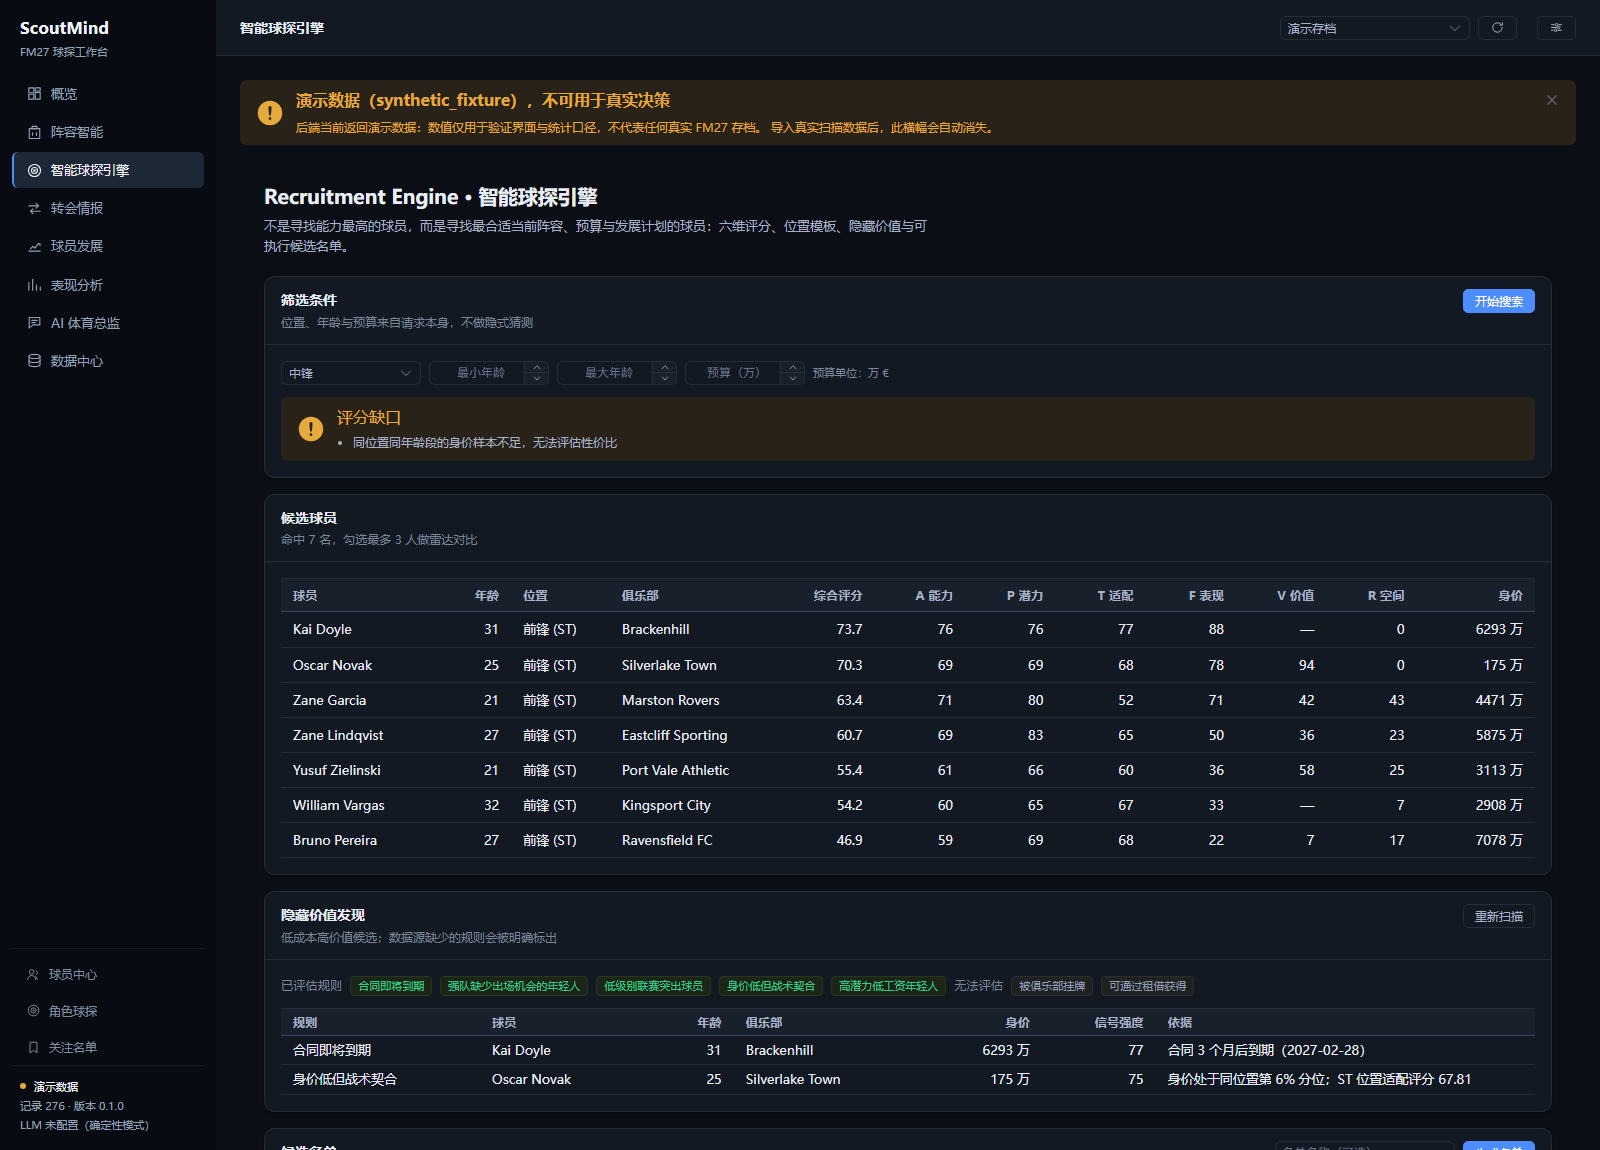 ScoutMind
FM27 球探工作台
概览
阵容智能
智能球探引擎
转会情报
球员发展
表现分析
AI 体育总监
数据中心
球员中心
角色球探
关注名单
演示数据
记录 276 · 版本 0.1.0
LLM 未配置（确定性模式）
智能球探引擎
演示存档
演示数据（synthetic_fixture），不可用于真实决策
后端当前返回演示数据：数值仅用于验证界面与统计口径，不代表任何真实 FM27 存档。 导入真实扫描数据后，此横幅会自动消失。
Recruitment Engine • 智能球探引擎
不是寻找能力最高的球员，而是寻找最合适当前阵容、预算与发展计划的球员：六维评分、位置模板、隐藏价值与可
执行候选名单。
筛选条件
开始搜索
位置、年龄与预算来自请求本身，不做隐式猜测
中锋 最小年龄 最大年龄 预算（万） 预算单位：万 €
评分缺口
• 同位置同年龄段的身价样本不足，无法评估性价比
候选球员
命中 7 名，勾选最多 3 人做雷达对比
球员 年龄 位置 俱乐部 综合评分 A 能力 P 潜力 T 适配 F 表现 V 价值 R 空间 身价
Kai Doyle 31 前锋 (ST) Brackenhill 73.7 76 76 77 88 — 0 6293 万
Oscar Novak 25 前锋 (ST) Silverlake Town 70.3 69 69 68 78 94 0 175 万
Zane Garcia 21 前锋 (ST) Marston Rovers 63.4 71 80 52 71 42 43 4471 万
Zane Lindqvist 27 前锋 (ST) Eastcliff Sporting 60.7 69 83 65 50 36 23 5875 万
Yusuf Zielinski 21 前锋 (ST) Port Vale Athletic 55.4 61 66 60 36 58 25 3113 万
William Vargas 32 前锋 (ST) Kingsport City 54.2 60 65 67 33 — 7 2908 万
Bruno Pereira 27 前锋 (ST) Ravensfield FC 46.9 59 69 68 22 7 17 7078 万
隐藏价值发现
重新扫描
低成本高价值候选；数据源缺少的规则会被明确标出
已评估规则 合同即将到期 强队缺少出场机会的年轻人 低级别联赛突出球员 身价低但战术契合 高潜力低工资年轻人 无法评估 被俱乐部挂牌 可通过租借获得
规则 球员 年龄 俱乐部 身价 信号强度 依据
合同即将到期 Kai Doyle 31 Brackenhill 6293 万 77 合同 3 个月后到期（2027-02-28）
身价低但战术契合 Oscar Novak 25 Silverlake Town 175 万 75 身价处于同位置第 6% 分位；ST 位置适配评分 67.81